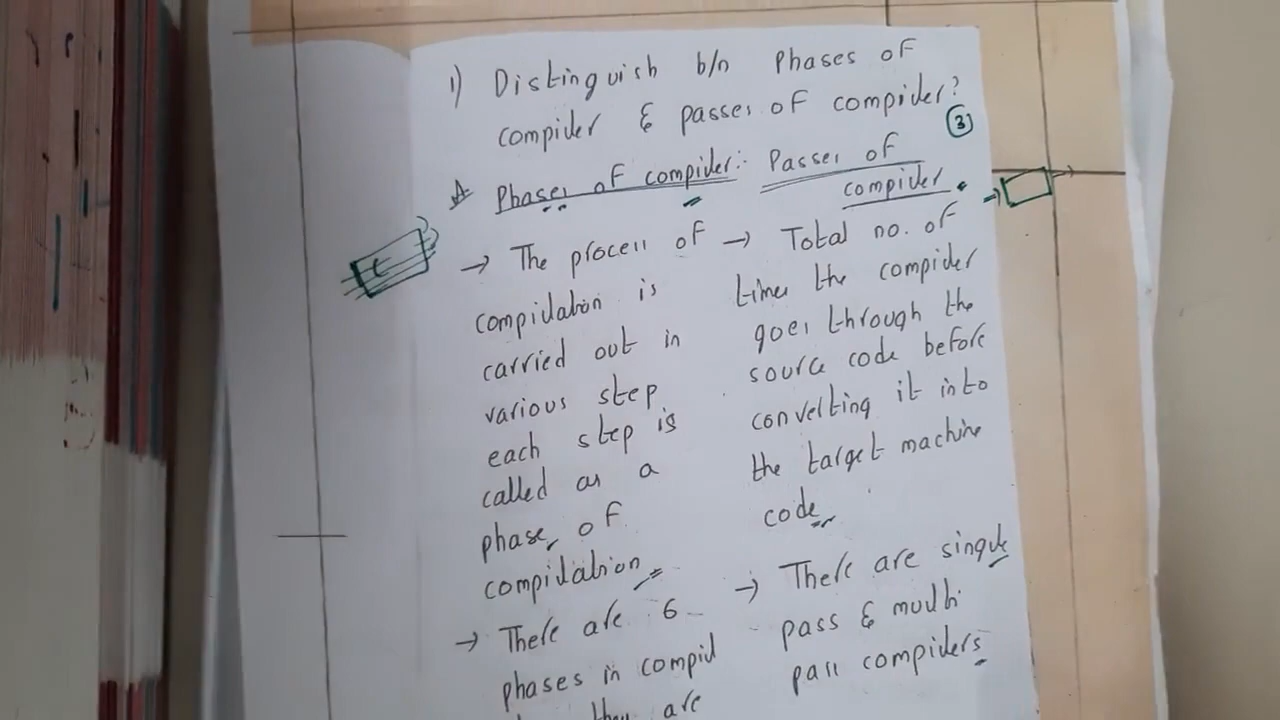 1) Distinguish b/n Phases of
compiler & passes of compiler?
3
Phases of compiler:
→ The process of
compilation is
carried out in
various step
each step is
called as a
phase of
compilation
→ There are 6
phases in compil
they are
Passes of
compiler
→ Total no. of
times the compiler
goes through the
source code before
converting it into
the target machine
code
→ There are single
pass & multi
pass compilers